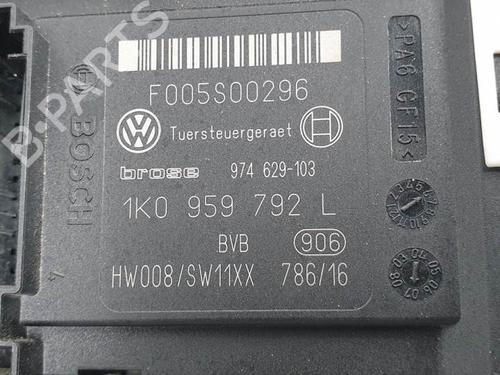 F005S00296
Tuersteuergeraet
brose 974 629-103
1K0 959 792 L
BVB 906
HW008/SW11XX 786/16
BOSCH
4
>PA6 GF15<
B-PARTS